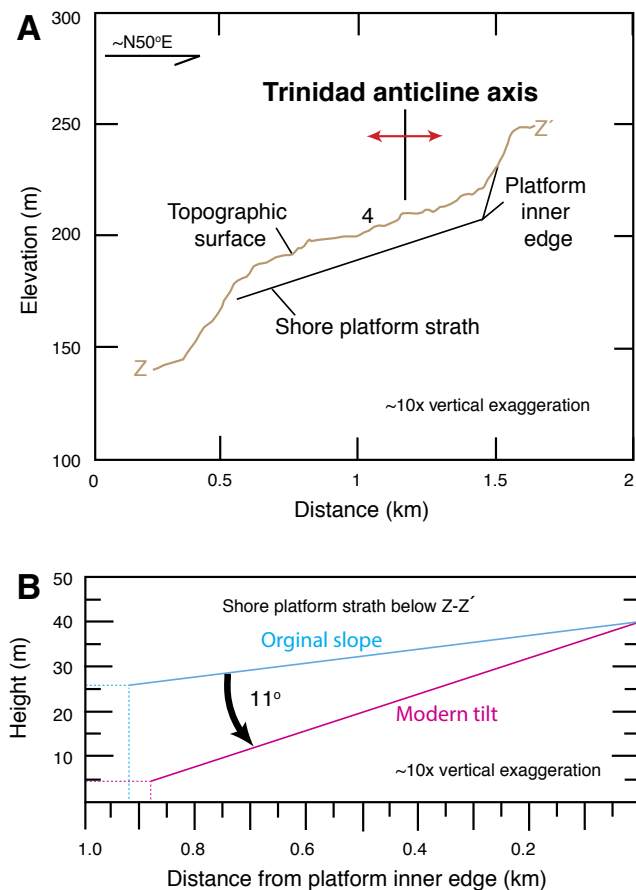 A
300
250
200
150
100
Elevation (m)
~N50°E
Trinidad anticline axis
Z´
4
Topographic
surface
Platform
inner
edge
Shore platform strath
Z
~10x vertical exaggeration
0
0.5
1
1.5
2
Distance (km)
B
50
40
30
20
10
Height (m)
Shore platform strath below Z-Z´
Orginal slope
11°
Modern tilt
~10x vertical exaggeration
1.0
0.8
0.6
0.4
0.2
Distance from platform inner edge (km)